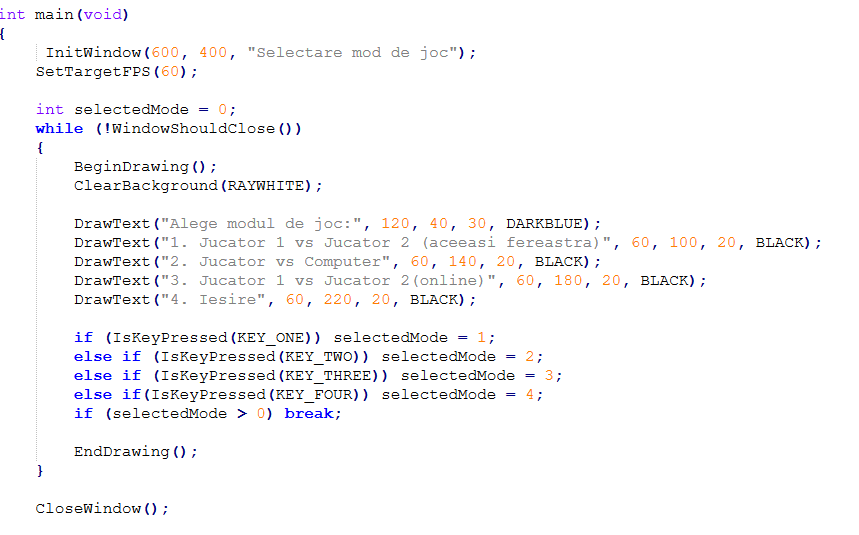 int main(void)
{
InitWindow(600, 400, "Selectare mod de joc");
SetTargetFPS(60);
int selectedMode = 0;
while (!WindowShouldClose())
{
BeginDrawing();
ClearBackground(RAYWHITE);
DrawText("Alege modul de joc:", 120, 40, 30, DARKBLUE);
DrawText("1. Jucator 1 vs Jucator 2 (aceeasi fereastra)", 60, 100, 20, BLACK);
DrawText("2. Jucator vs Computer", 60, 140, 20, BLACK);
DrawText("3. Jucator 1 vs Jucator 2(online)", 60, 180, 20, BLACK);
DrawText("4. Iesire", 60, 220, 20, BLACK);
if (IsKeyPressed(KEY_ONE)) selectedMode = 1;
else if (IsKeyPressed(KEY_TWO)) selectedMode = 2;
else if (IsKeyPressed(KEY_THREE)) selectedMode = 3;
else if(IsKeyPressed(KEY_FOUR)) selectedMode = 4;
if (selectedMode > 0) break;
EndDrawing();
}
CloseWindow();